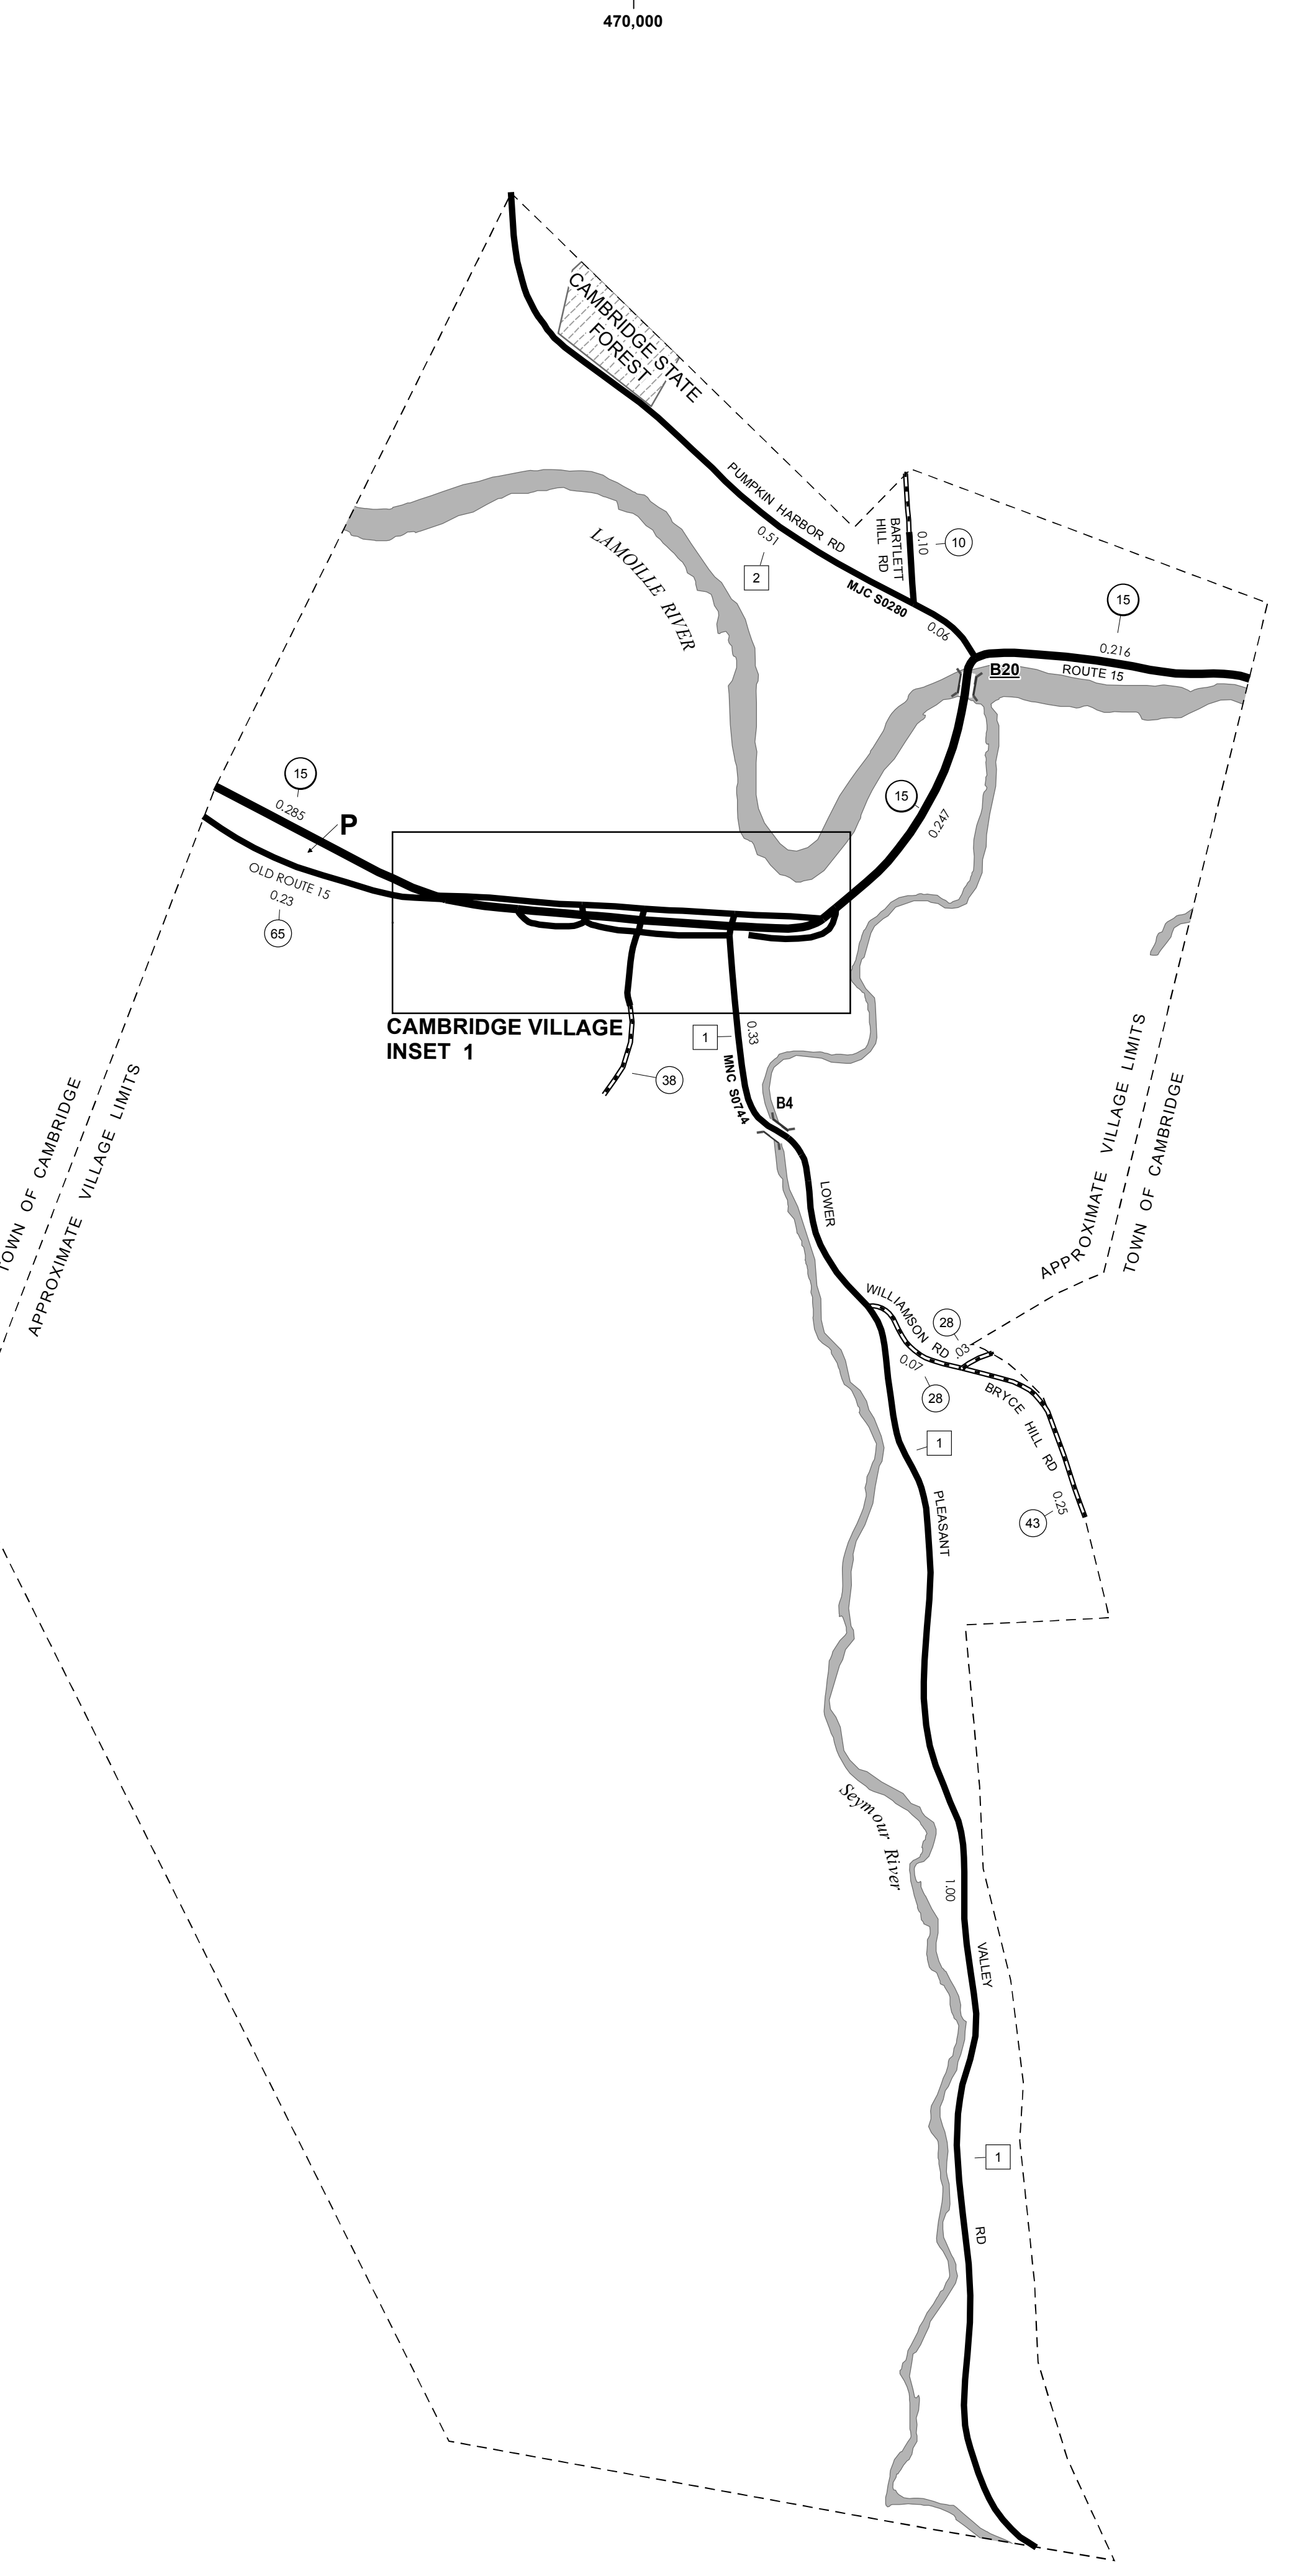 470,000
CAMBRIDGE STATE
FOREST
PUMPKIN HARBOR RD
0.51
2
LAMOILLE RIVER
BARTLETT
HILL RD
0.10
10
MJC S0280
0.06
15
0.216
ROUTE 15
B20
15
0.247
15
0.285
P
OLD ROUTE 15
0.23
65
CAMBRIDGE VILLAGE
INSET 1
1
0.33
MNC S0744
38
B4
TOWN OF CAMBRIDGE
APPROXIMATE VILLAGE LIMITS
APPROXIMATE VILLAGE LIMITS
TOWN OF CAMBRIDGE
LOWER
WILLIAMSON RD
28
.03
0.07
28
BRYCE HILL RD
0.25
43
1
PLEASANT
Seymour River
1.00
VALLEY
1
RD